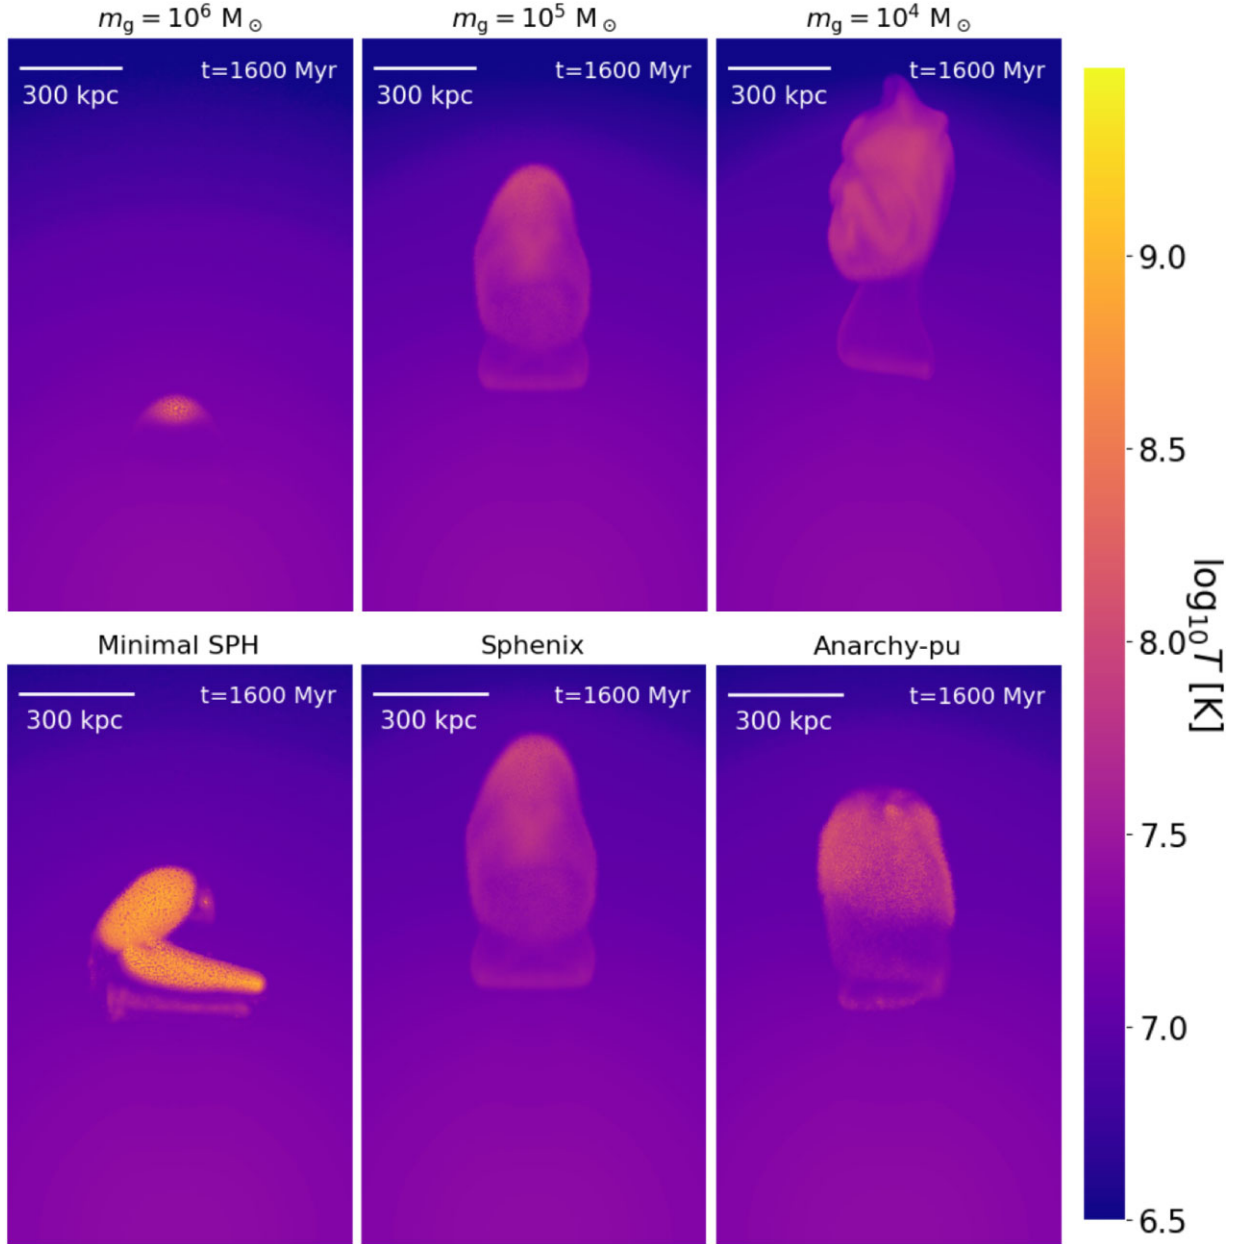 m_g = 10^6 M_⊙ m_g = 10^5 M_⊙ m_g = 10^4 M_⊙
t=1600 Myr t=1600 Myr t=1600 Myr
300 kpc 300 kpc 300 kpc
Minimal SPH Sphenix Anarchy-pu
t=1600 Myr t=1600 Myr t=1600 Myr
300 kpc 300 kpc 300 kpc
9.0
8.5
8.0
7.5
7.0
6.5
log_10 T [K]